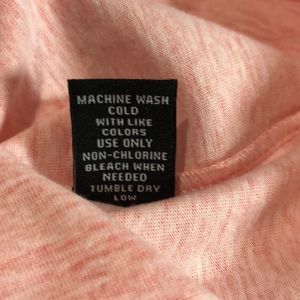 MACHINE WASH
COLD
WITH LIKE
COLORS
USE ONLY
NON-CHLORINE
BLEACH WHEN
NEEDED
TUMBLE DRY
LOW